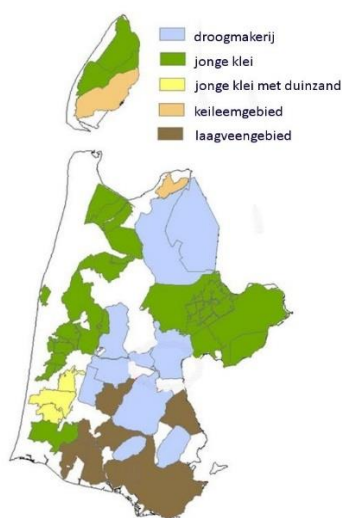 droogmakerij
jonge klei
jonge klei met duinzand
keileemgebied
laagveengebied